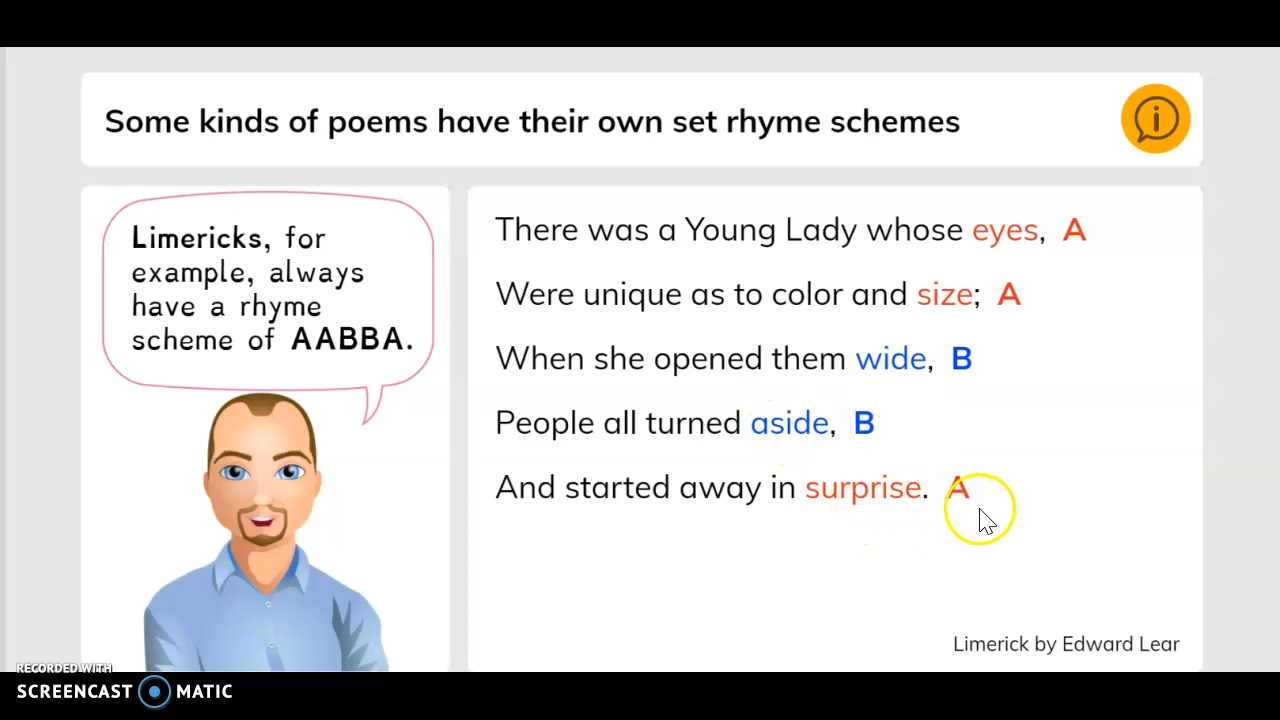 Some kinds of poems have their own set rhyme schemes
Limericks, for
example, always
have a rhyme
scheme of AABBA.
There was a Young Lady whose eyes, A
Were unique as to color and size; A
When she opened them wide, B
People all turned aside, B
And started away in surprise. A
Limerick by Edward Lear
RECORDED WITH
SCREENCAST MATIC